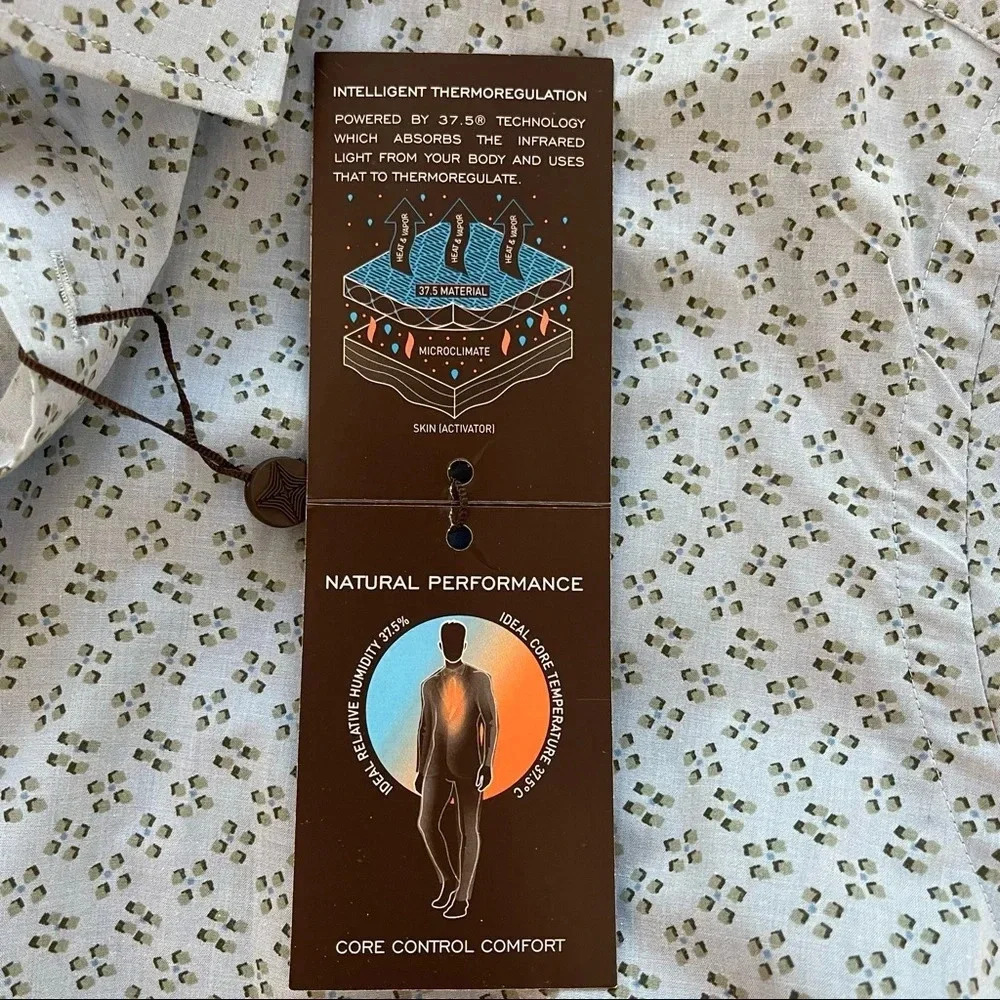 INTELLIGENT THERMOREGULATION
POWERED BY 37.5® TECHNOLOGY
WHICH ABSORBS THE INFRARED
LIGHT FROM YOUR BODY AND USES
THAT TO THERMOREGULATE.
HEAT & VAPOR
HEAT & VAPOR
HEAT & VAPOR
37.5 MATERIAL
MICROCLIMATE
SKIN (ACTIVATOR)
NATURAL PERFORMANCE
IDEAL RELATIVE HUMIDITY 37.5%
IDEAL CORE TEMPERATURE 37.5°C
CORE CONTROL COMFORT